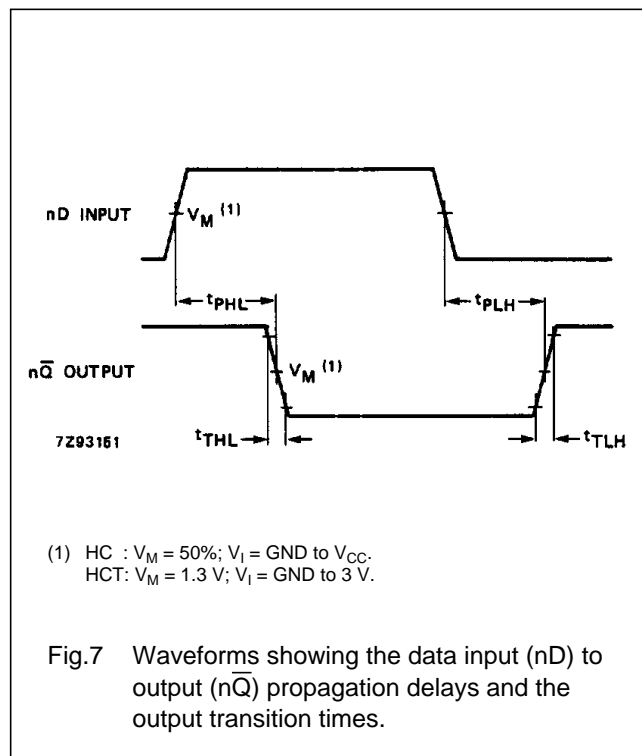 nD INPUT
V_M (1)
t_PHL
t_PLH
nQ̅ OUTPUT
V_M (1)
7Z93161
t_THL
t_TLH
(1) HC : V_M = 50%; V_I = GND to V_CC.
HCT: V_M = 1.3 V; V_I = GND to 3 V.
Fig.7 Waveforms showing the data input (nD) to
output (nQ̅) propagation delays and the
output transition times.